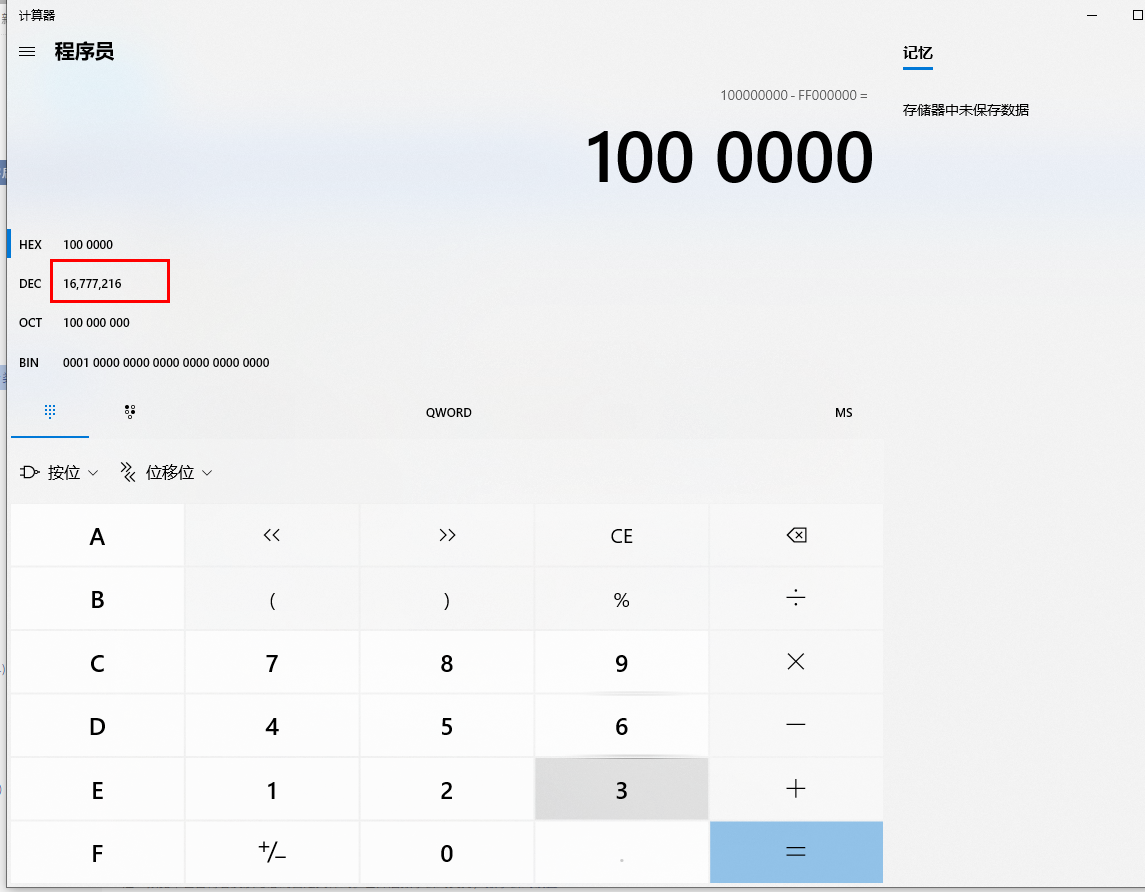 计算器
程序员
记忆
100000000 - FF000000 =
存储器中未保存数据
100 0000
HEX 100 0000
DEC 16,777,216
OCT 100 000 000
BIN 0001 0000 0000 0000 0000 0000 0000
QWORD MS
按位 位移位
A << >> CE
B ( ) % ÷
C 7 8 9 ×
D 4 5 6 −
E 1 2 3 +
F +/− 0 . =